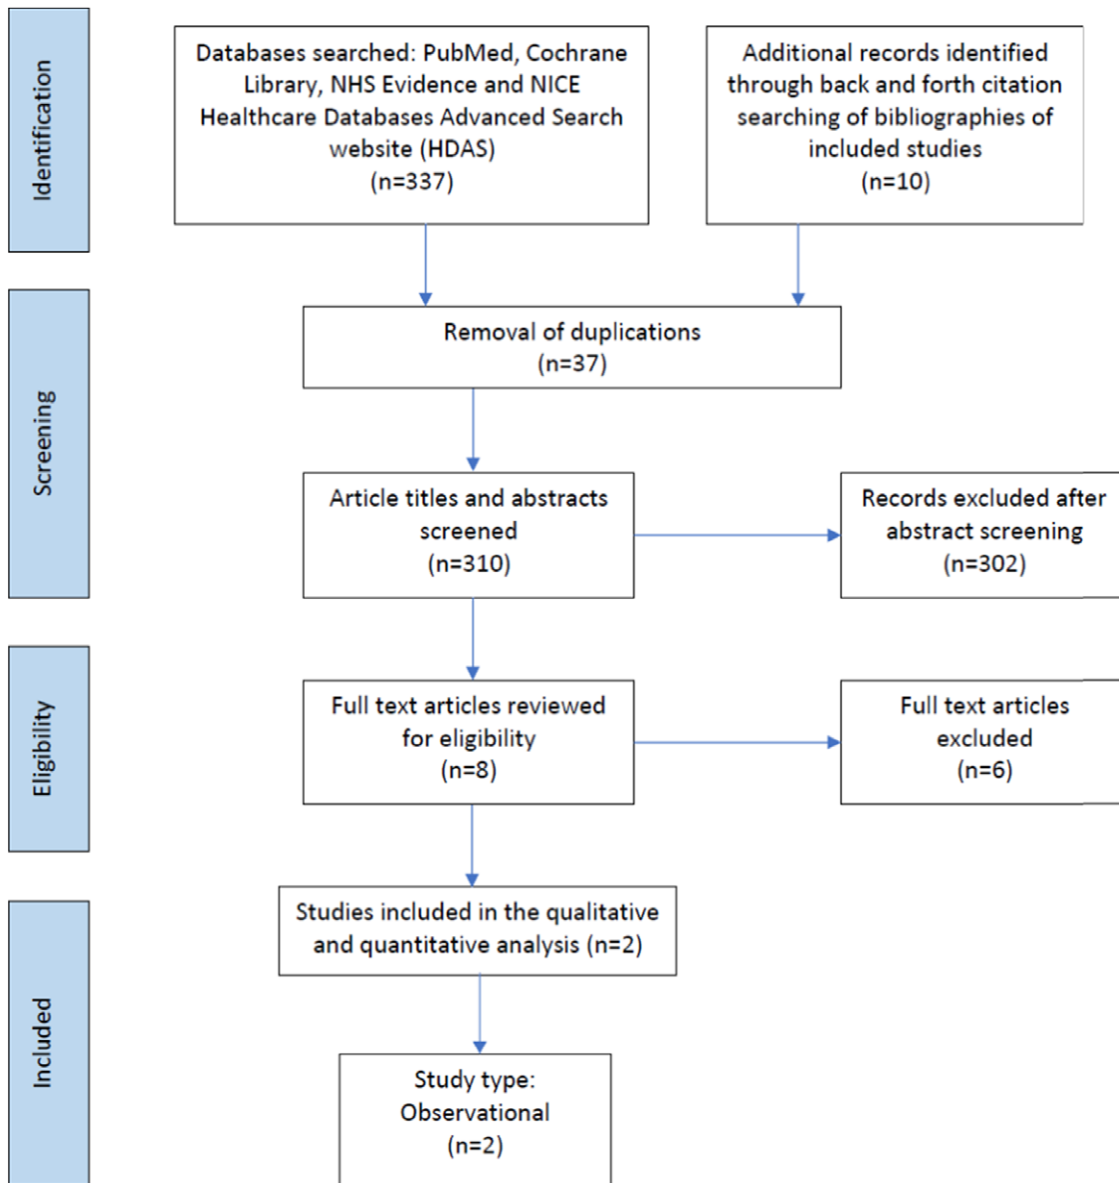 Identification
Databases searched: PubMed, Cochrane
Library, NHS Evidence and NICE
Healthcare Databases Advanced Search
website (HDAS)
(n=337)
Additional records identified
through back and forth citation
searching of bibliographies of
included studies
(n=10)
Screening
Removal of duplications
(n=37)
Article titles and abstracts
screened
(n=310)
Records excluded after
abstract screening
(n=302)
Eligibility
Full text articles reviewed
for eligibility
(n=8)
Full text articles
excluded
(n=6)
Included
Studies included in the qualitative
and quantitative analysis (n=2)
Study type:
Observational
(n=2)